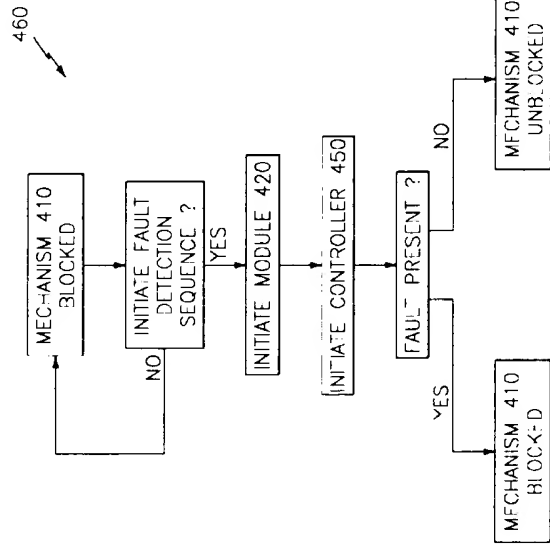 460
MECHANISM 410
BLOCKED
INITIATE FAULT
DETECTION
SEQUENCE ?
NO
YES
INITIATE MODULE 420
INITIATE CONTROLLER 450
FAULT PRESENT ?
YES
NO
MECHANISM 410
BLOCKED
MECHANISM 410
UNBLOCKED